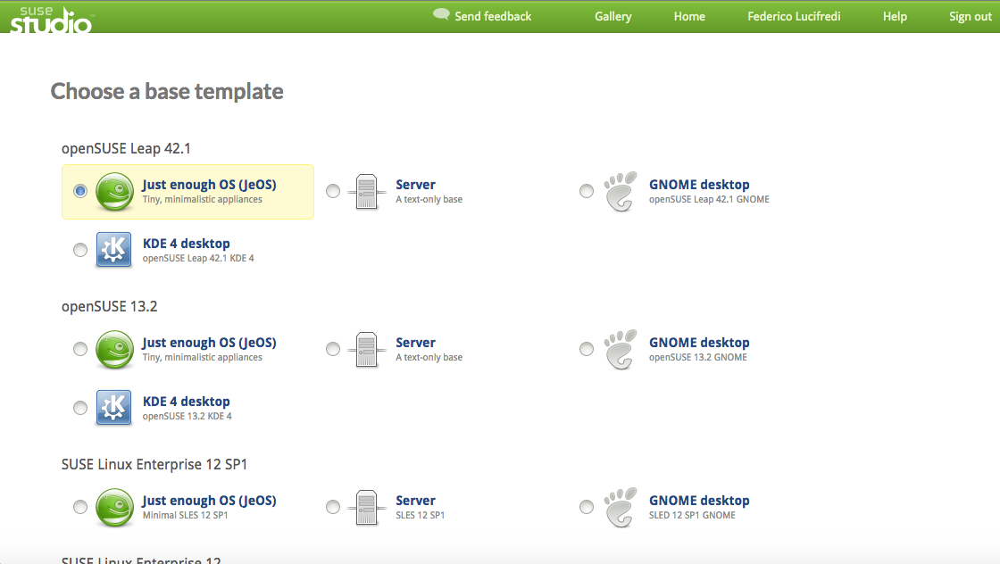 suse
studio
Send feedback
Gallery
Home
Federico Lucifredi
Help
Sign out
Choose a base template
openSUSE Leap 42.1
Just enough OS (JeOS)
Tiny, minimalistic appliances
Server
A text-only base
GNOME desktop
openSUSE Leap 42.1 GNOME
KDE 4 desktop
openSUSE Leap 42.1 KDE 4
openSUSE 13.2
Just enough OS (JeOS)
Tiny, minimalistic appliances
Server
A text-only base
GNOME desktop
openSUSE 13.2 GNOME
KDE 4 desktop
openSUSE 13.2 KDE 4
SUSE Linux Enterprise 12 SP1
Just enough OS (JeOS)
Minimal SLES 12 SP1
Server
SLES 12 SP1
GNOME desktop
SLED 12 SP1 GNOME
SUSE Linux Enterprise 12